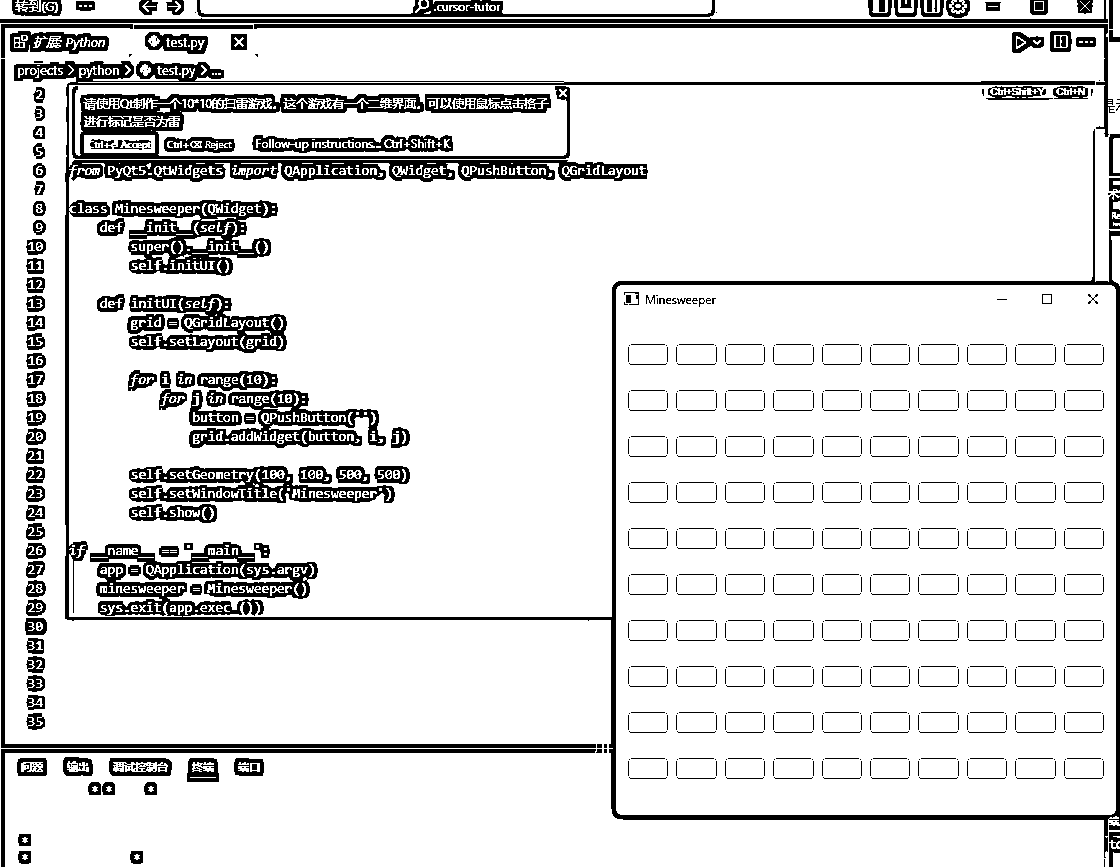 转到(G) ...
.cursor-tutor
扩展 Python
test.py
projects > python > test.py > ...
2
请使用Qt制作一个10*10的扫雷游戏。这个游戏有一个二维界面，可以使用鼠标点击格子
3
进行标记是否为雷
4
Ctrl+⏎ Accept Ctrl+⌫ Reject Follow-up instructions... Ctrl+Shift+K
5
Ctrl+Shift+Y Ctrl+N
6 from PyQt5.QtWidgets import QApplication, QWidget, QPushButton, QGridLayout
7
8 class Minesweeper(QWidget):
9 def __init__(self):
10 super().__init__()
11 self.initUI()
12
13 def initUI(self):
14 grid = QGridLayout()
15 self.setLayout(grid)
16
17 for i in range(10):
18 for j in range(10):
19 button = QPushButton('')
20 grid.addWidget(button, i, j)
21
22 self.setGeometry(100, 100, 500, 500)
23 self.setWindowTitle('Minesweeper')
24 self.show()
25
26 if __name__ == "__main__":
27 app = QApplication(sys.argv)
28 minesweeper = Minesweeper()
29 sys.exit(app.exec_())
30
31
32
33
34
35
Minesweeper
问题 输出 调试控制台 终端 端口